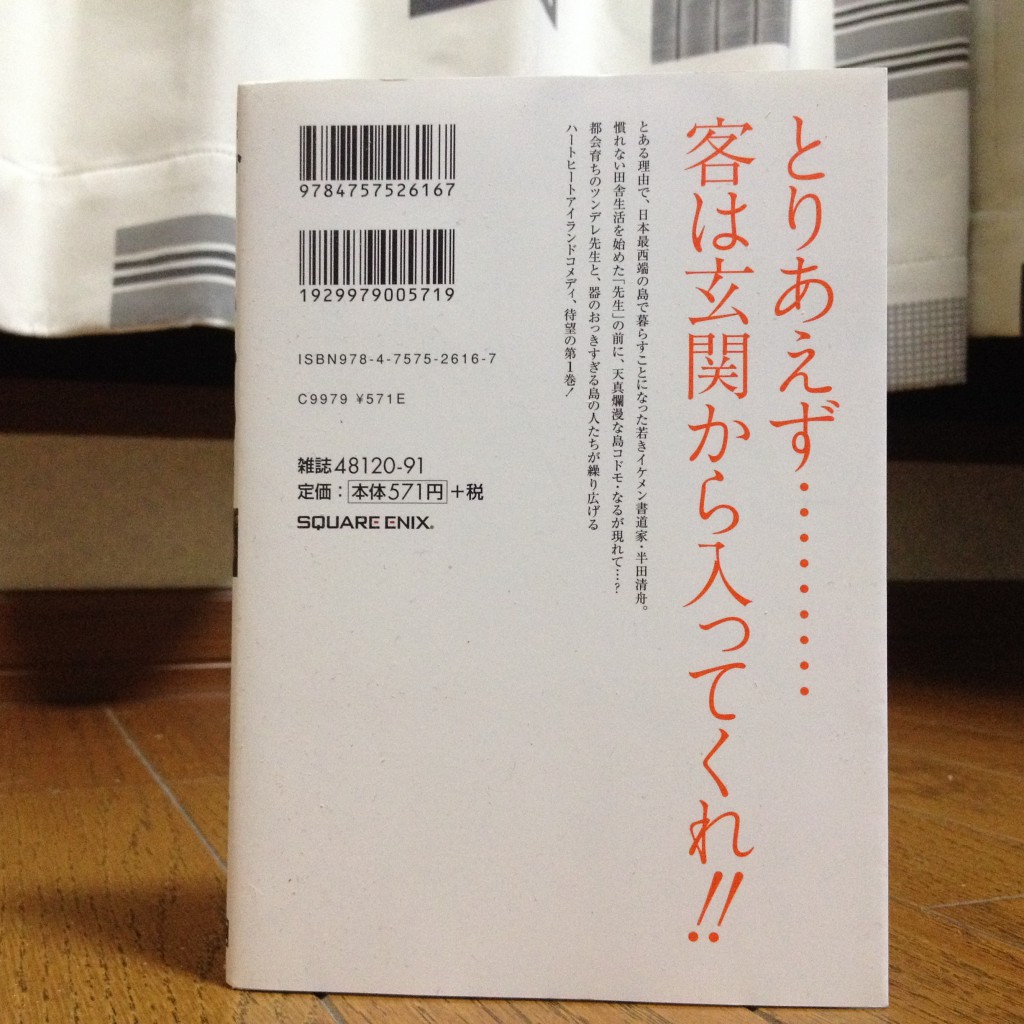 とりあえず…………
客は玄関から入ってくれ!!
とある理由で、日本最西端の島で暮らすことになった若きイケメン書道家・半田清舟。
慣れない田舎生活を始めた「先生」の前に、天真爛漫な島コドモ・なるが現れて…?
都会育ちのツンデレ先生と、器のおっきすぎる島の人たちが繰り広げる
ハートヒートアイランドコメディ、待望の第1巻!
9784757526167
1929979005719
ISBN978-4-7575-2616-7
C9979 ¥571E
雑誌 48120-91
定価：本体571円+税
SQUARE ENIX®